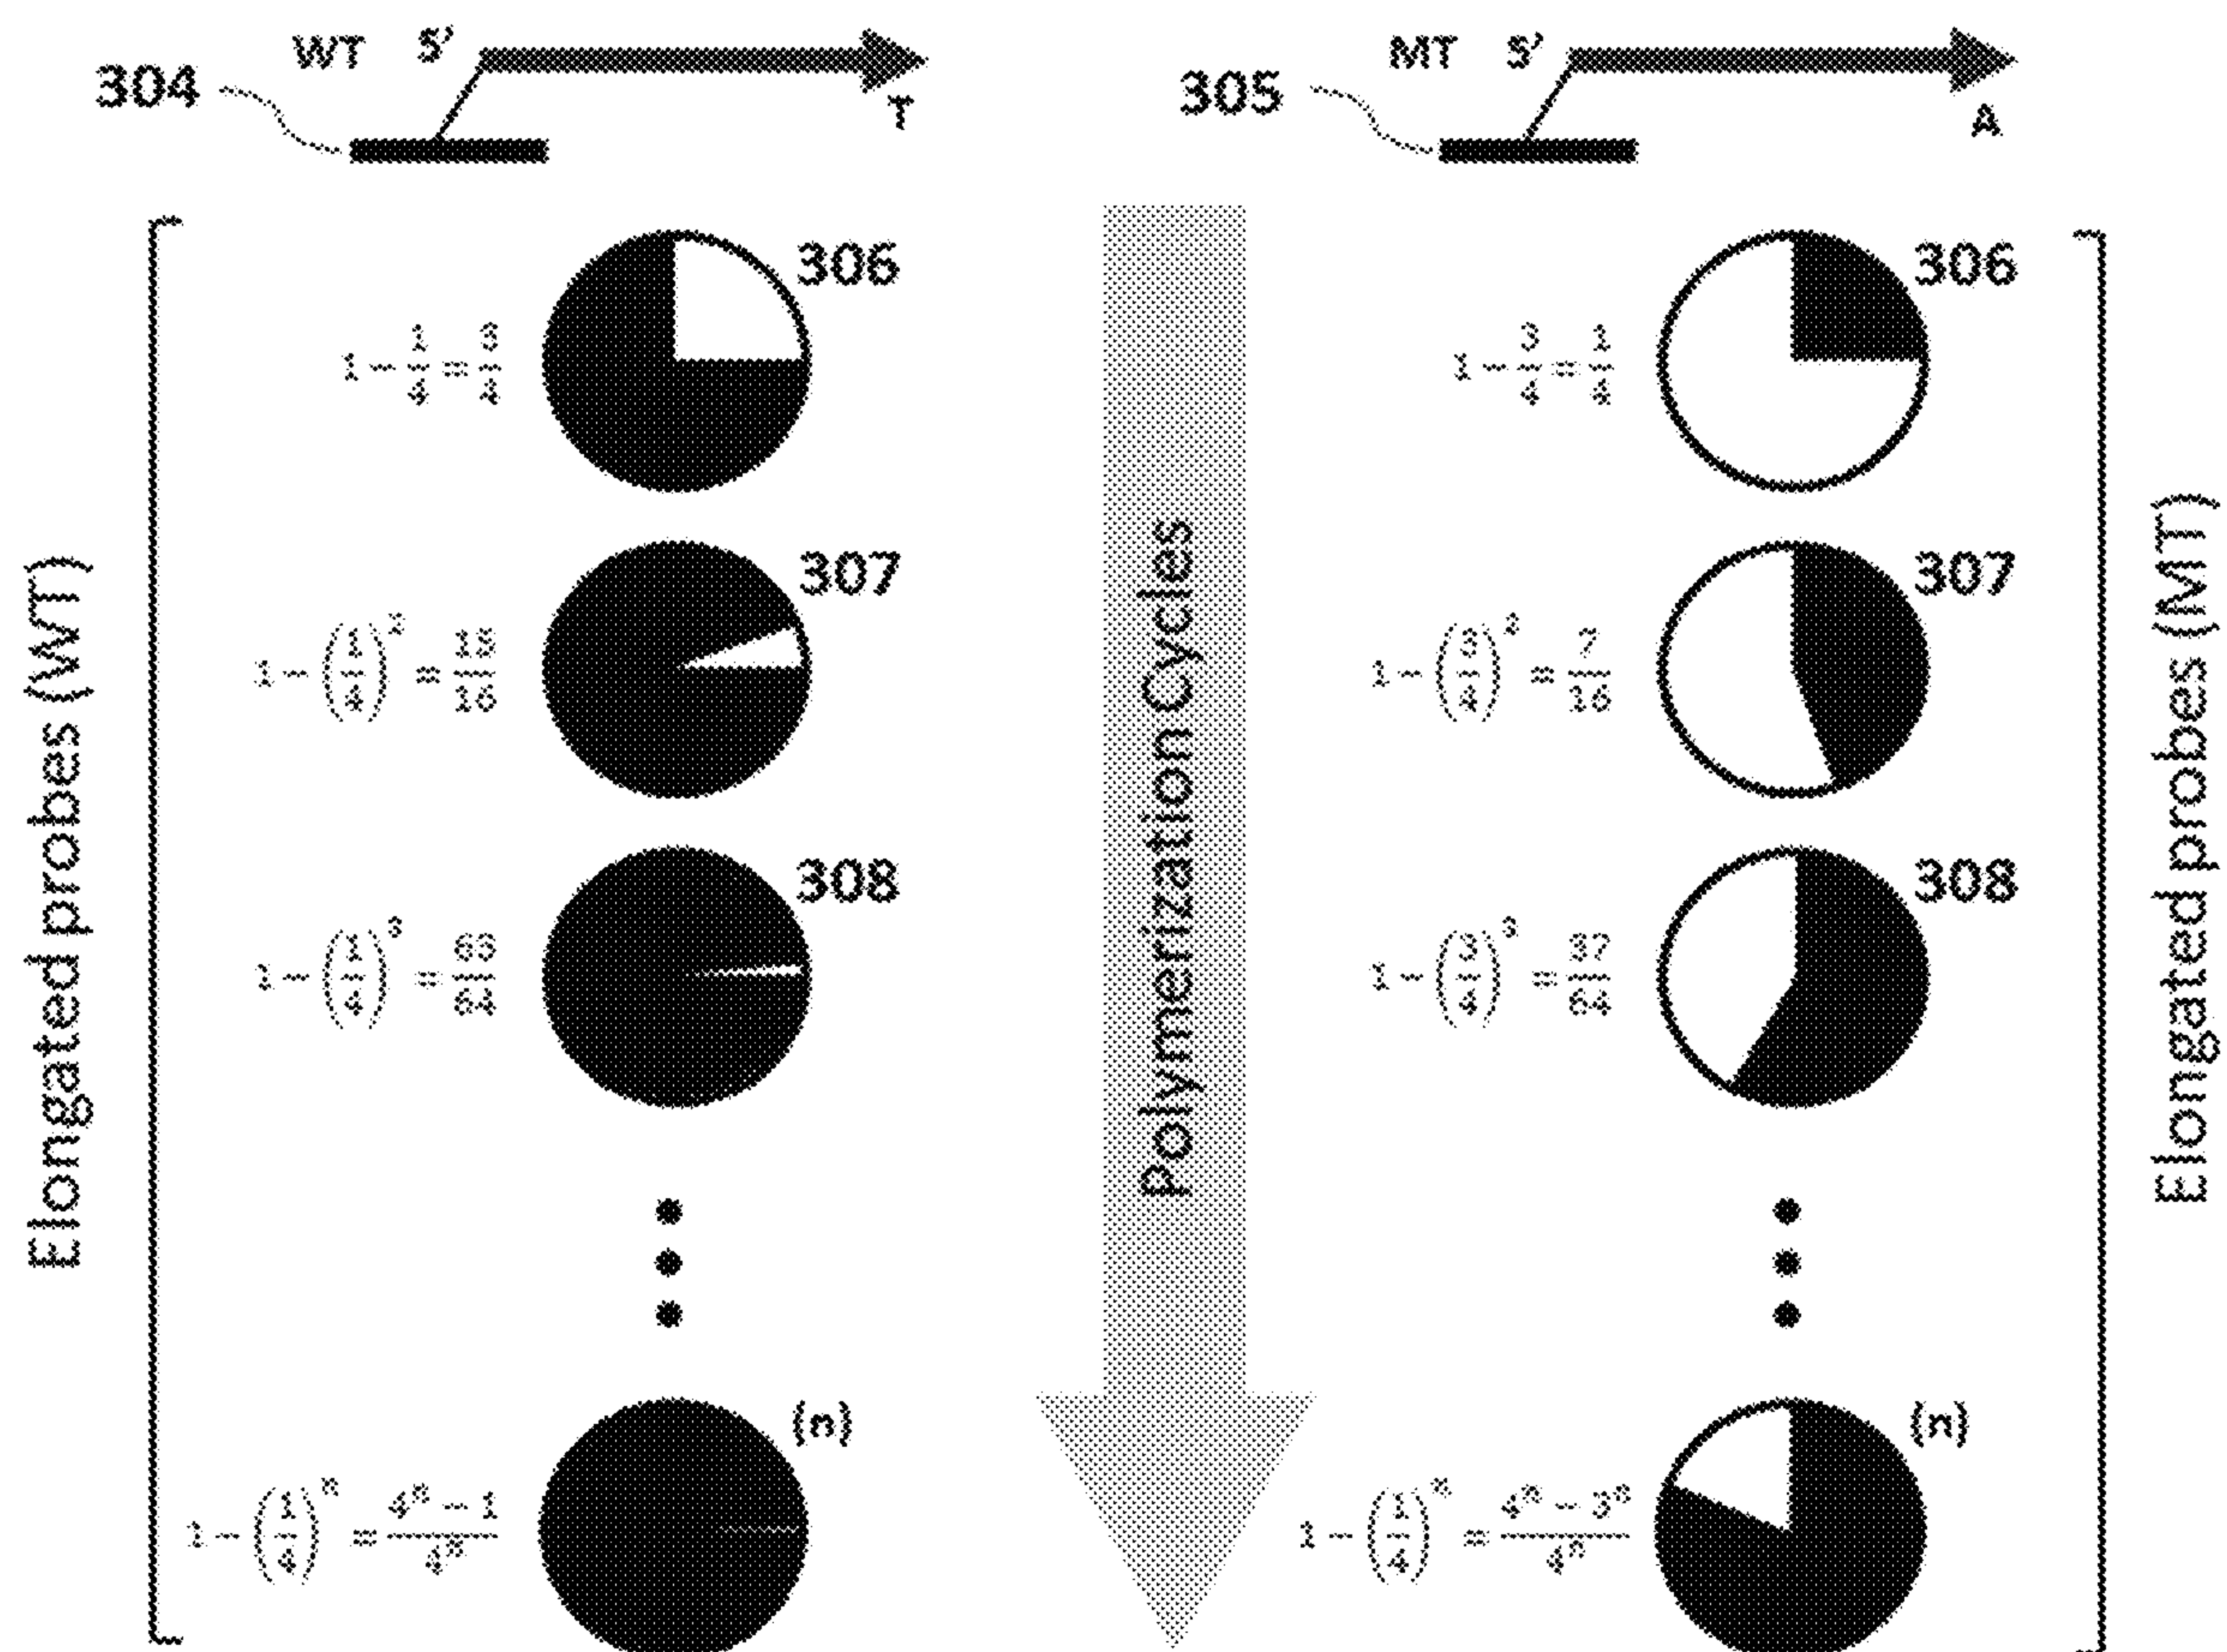 304
WT 5'
T
305
MT 5'
A
Elongated probes (WT)
306
1 - 1/4 = 3/4
307
1 - (1/4)^2 = 15/16
308
1 - (1/4)^3 = 63/64
(n)
1 - (1/4)^n = (4^n - 1)/4^n
Polymerization Cycles
306
1 - 3/4 = 1/4
307
1 - (3/4)^2 = 7/16
308
1 - (3/4)^3 = 37/64
(n)
1 - (1/4)^n = (4^n - 3^n)/4^n
Elongated probes (MT)